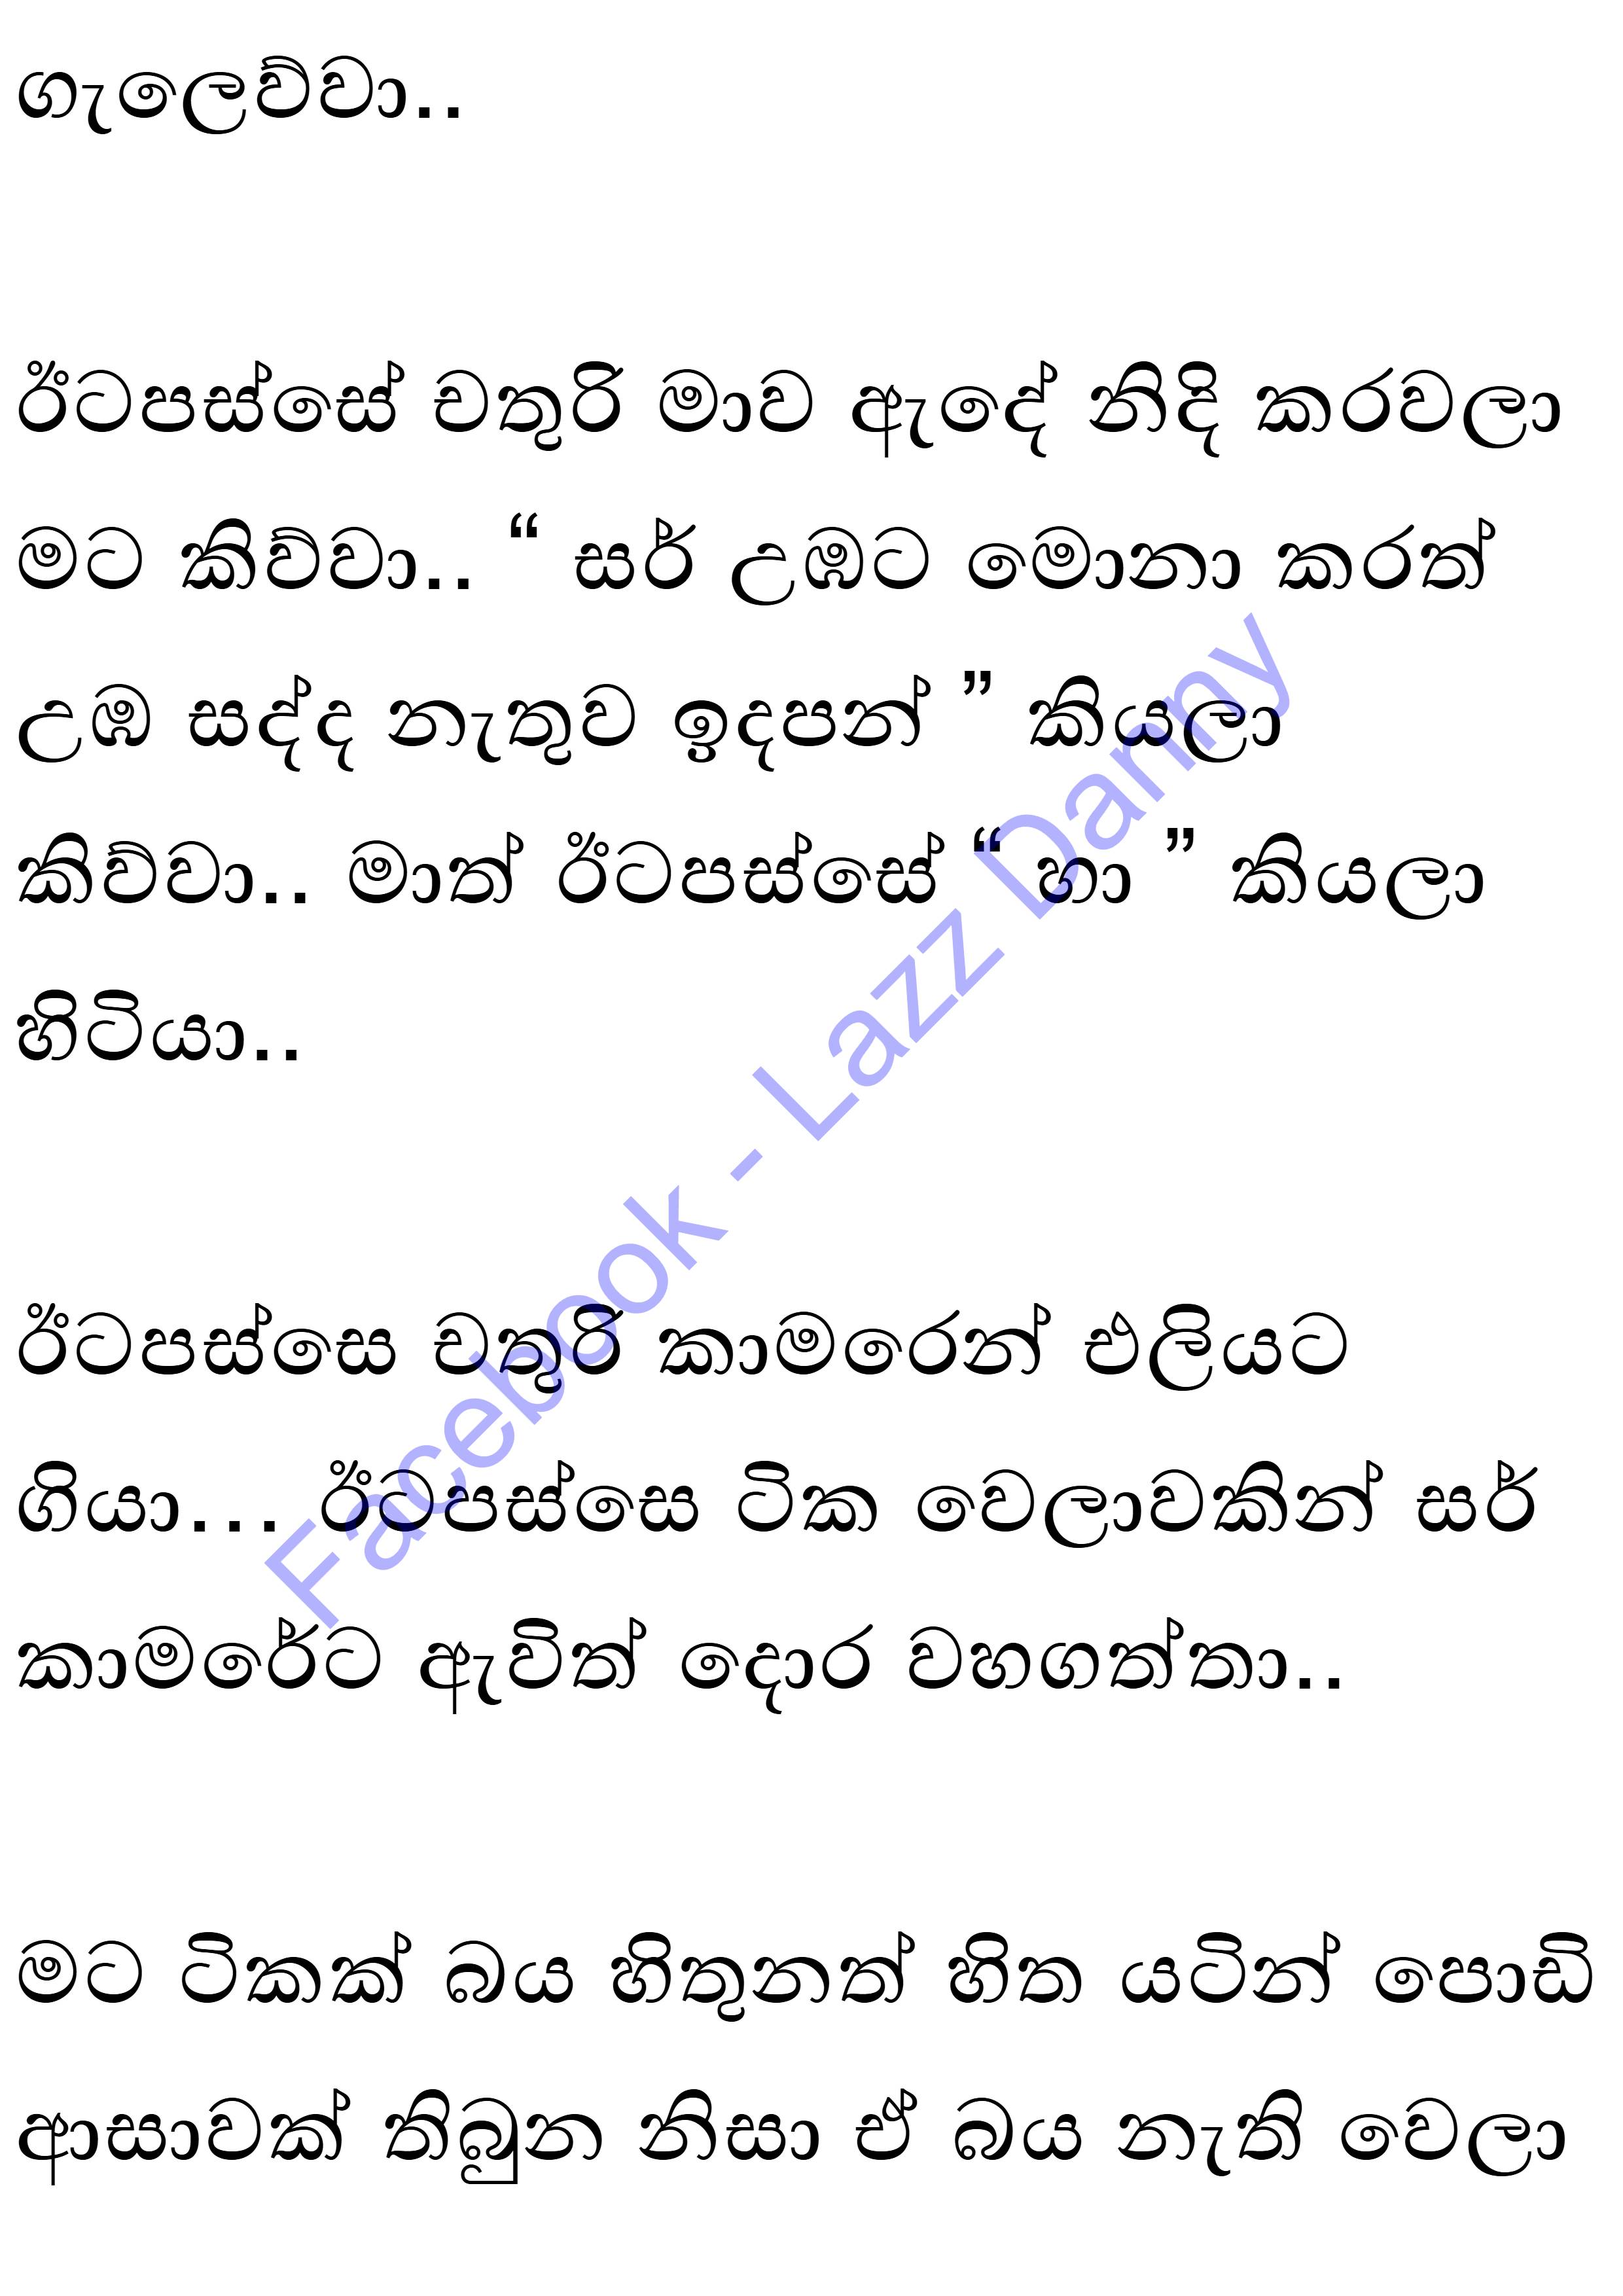 ගැලෙව්වා..
ඊටපස්සේ චතුරි මාව ඇදේ නිදි කරවලා
මට කිව්වා.. “ සර් උඹට මොනා කරත්
උඹ සද්ද නැතුව ඉදපන් ” කියලා
කිව්වා.. මාත් ඊටපස්සේ “ හා ” කියලා
හිටියා..
ඊටපස්සෙ චතුරි කාමරෙන් එලියට
ගියා... ඊටපස්සෙ ටික වෙලාවකින් සර්
කාමරේට ඇවිත් දොර වහගත්තා..
මට ටිකක් බය හිතුනත් හිත යටින් පොඩි
ආසාවක් තිබුන නිසා ඒ බය නැති වෙලා
Facebook - Lazz Danny